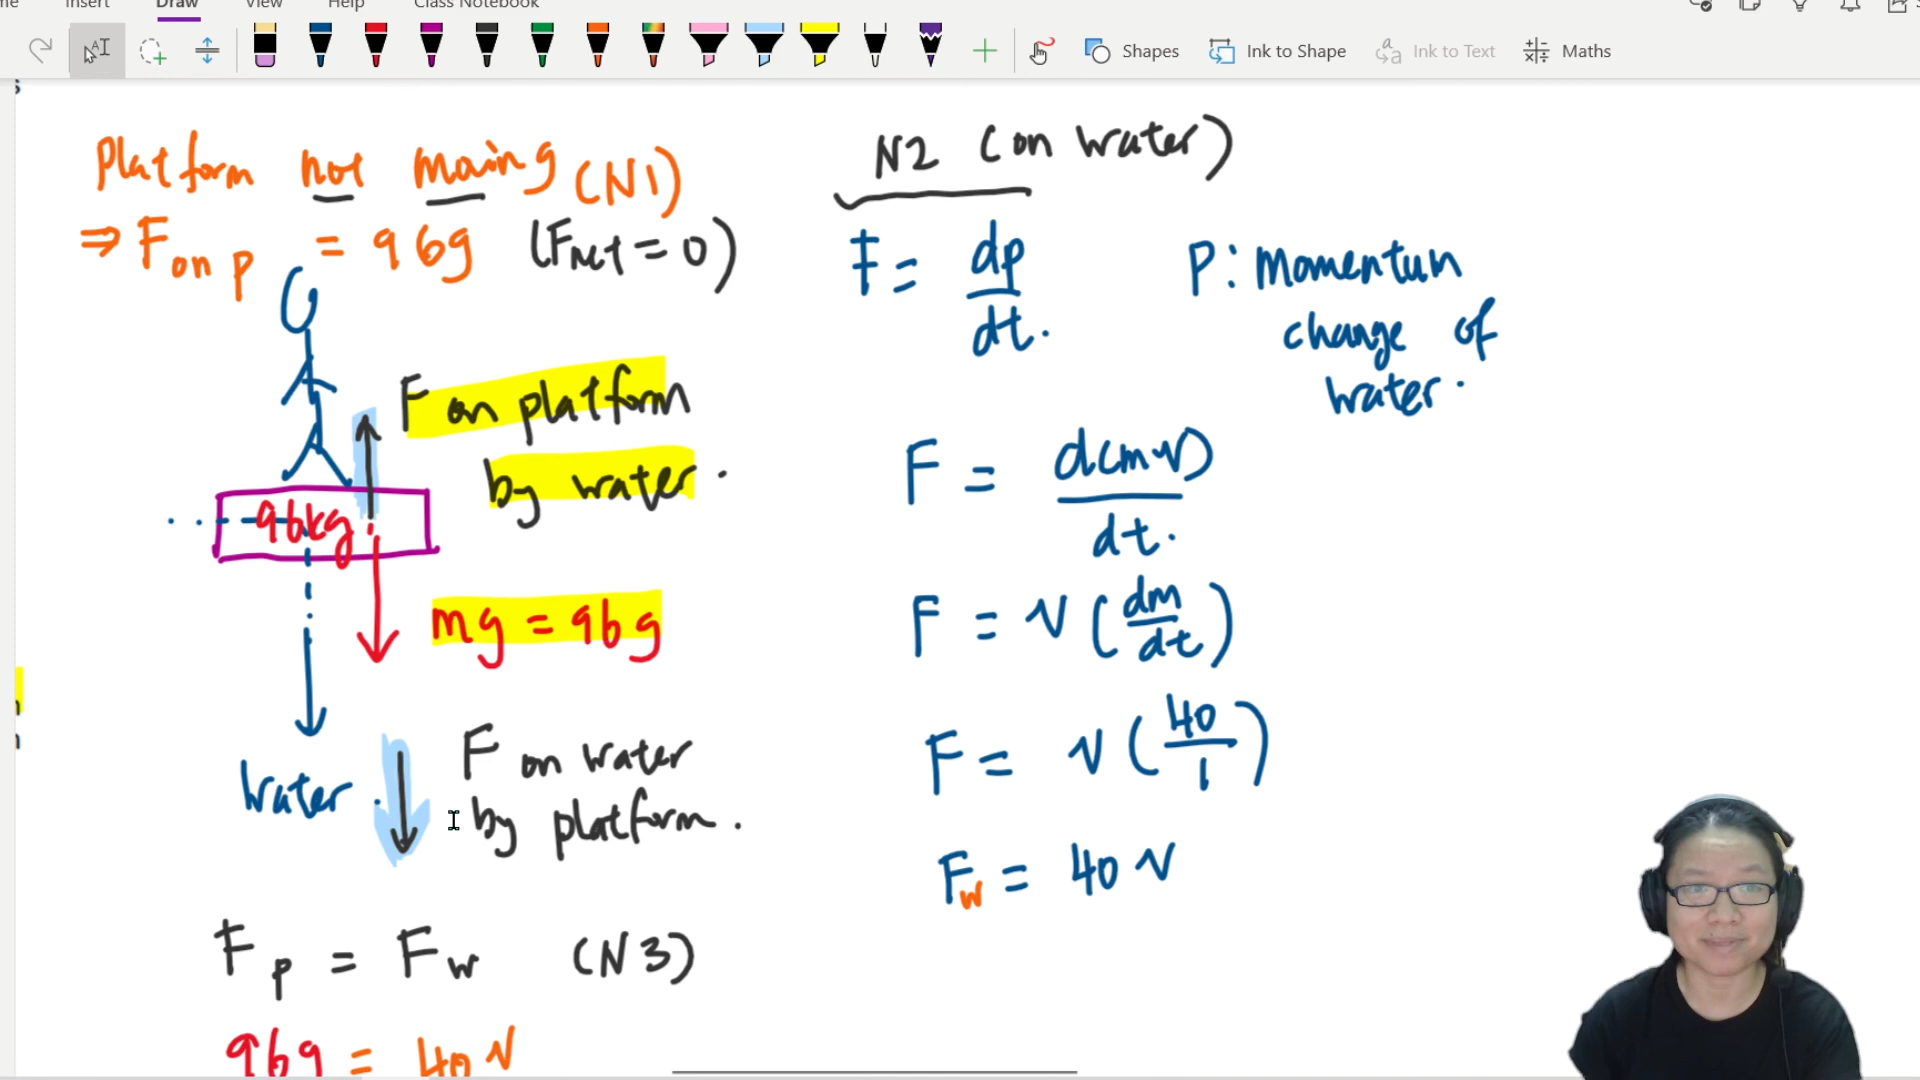 Insert Draw View Help Class Notebook
Shapes Ink to Shape Ink to Text Maths
Platform not moving (N1)
⇒ F on p = 96g (Fnet = 0)
F on platform
by water.
96kg
mg = 96g
water.
F on water
by platform.
Fp = Fw (N3)
96g = 40v
N2 (on water)
F = dp/dt.
P: Momentum
change of
water.
F = d(mv)/dt.
F = v(dm/dt)
F = v(40/1)
Fw = 40v